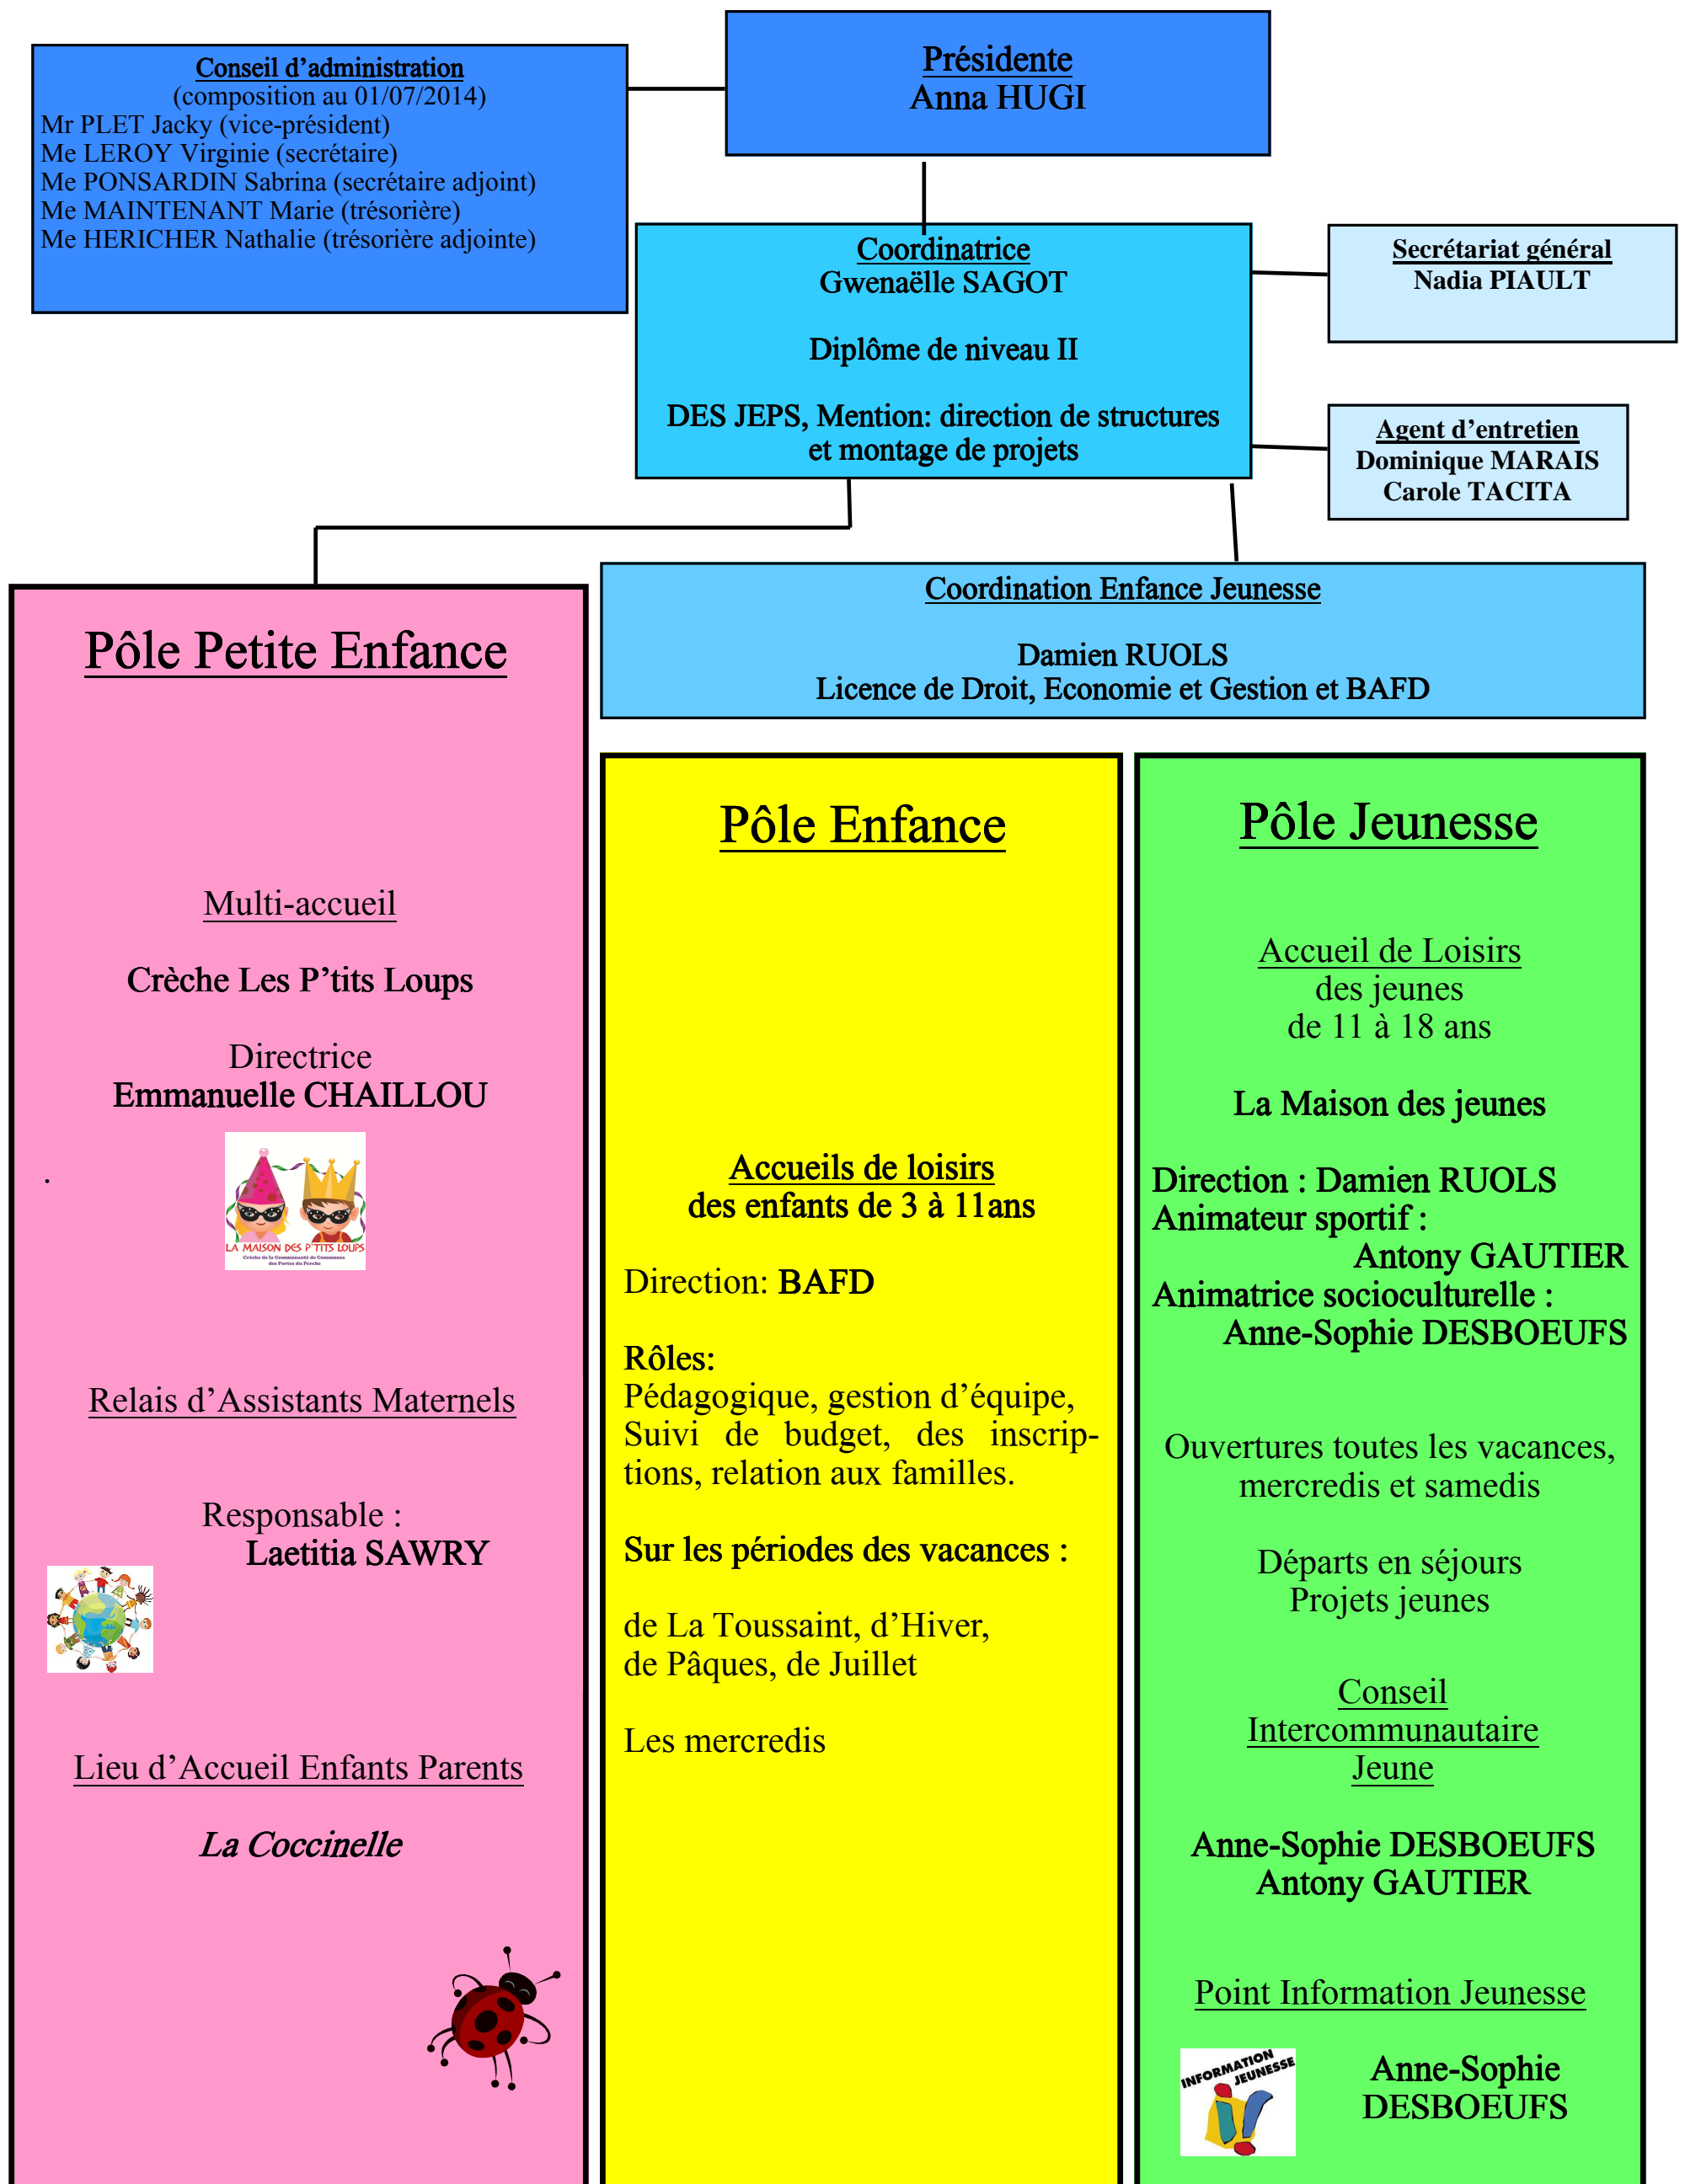 Conseil d’administration
(composition au 01/07/2014)
Mr PLET Jacky (vice-président)
Me LEROY Virginie (secrétaire)
Me PONSARDIN Sabrina (secrétaire adjoint)
Me MAINTENANT Marie (trésorière)
Me HERICHER Nathalie (trésorière adjointe)
Présidente
Anna HUGI
Coordinatrice
Gwenaëlle SAGOT
Diplôme de niveau II
DES JEPS, Mention: direction de structures
et montage de projets
Secrétariat général
Nadia PIAULT
Agent d’entretien
Dominique MARAIS
Carole TACITA
Coordination Enfance Jeunesse
Damien RUOLS
Licence de Droit, Economie et Gestion et BAFD
Pôle Petite Enfance
Multi-accueil
Crèche Les P’tits Loups
Directrice
Emmanuelle CHAILLOU
.
LA MAISON DES P'TITS LOUPS
Crèche de la Communauté de Communes
des Portes du Perche
Relais d’Assistants Maternels
Responsable :
Laetitia SAWRY
Lieu d’Accueil Enfants Parents
La Coccinelle
Pôle Enfance
Accueils de loisirs
des enfants de 3 à 11ans
Direction: BAFD
Rôles:
Pédagogique, gestion d’équipe,
Suivi de budget, des inscrip-
tions, relation aux familles.
Sur les périodes des vacances :
de La Toussaint, d’Hiver,
de Pâques, de Juillet
Les mercredis
Pôle Jeunesse
Accueil de Loisirs
des jeunes
de 11 à 18 ans
La Maison des jeunes
Direction : Damien RUOLS
Animateur sportif :
Antony GAUTIER
Animatrice socioculturelle :
Anne-Sophie DESBOEUFS
Ouvertures toutes les vacances,
mercredis et samedis
Départs en séjours
Projets jeunes
Conseil
Intercommunautaire
Jeune
Anne-Sophie DESBOEUFS
Antony GAUTIER
Point Information Jeunesse
INFORMATION
JEUNESSE
Anne-Sophie
DESBOEUFS